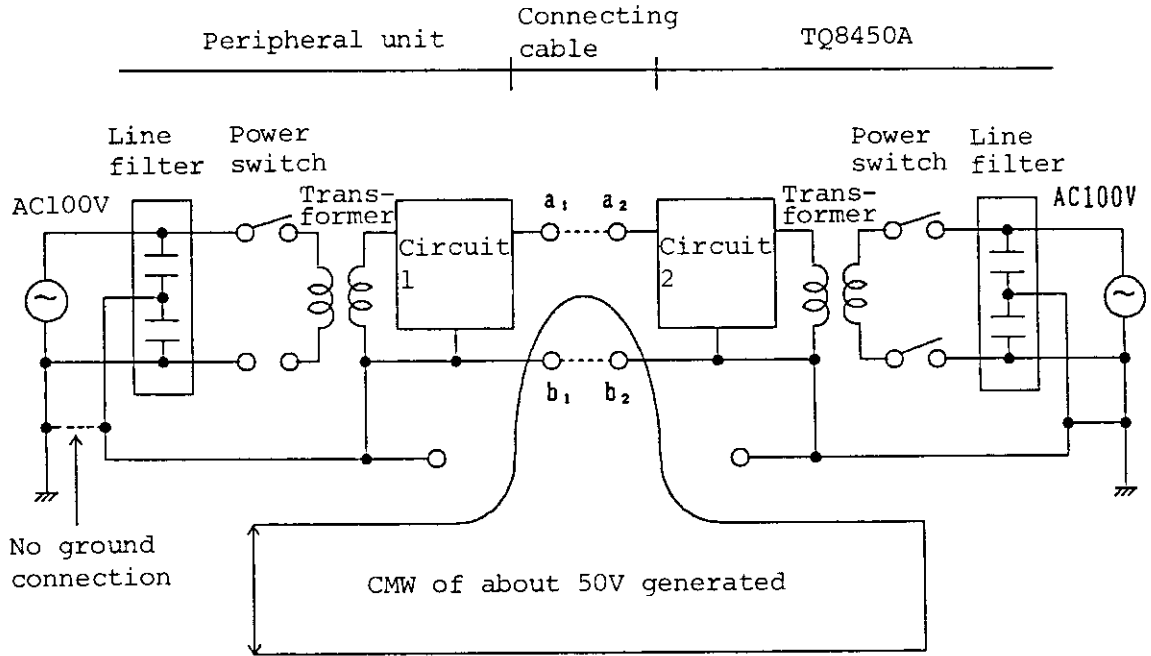 Peripheral unit
Connecting
cable
TQ8450A
Line
filter
Power
switch
Trans-
former
AC100V
Circuit
1
a₁
a₂
b₁
b₂
Circuit
2
Trans-
former
Power
switch
Line
filter
AC100V
No ground
connection
CMW of about 50V generated